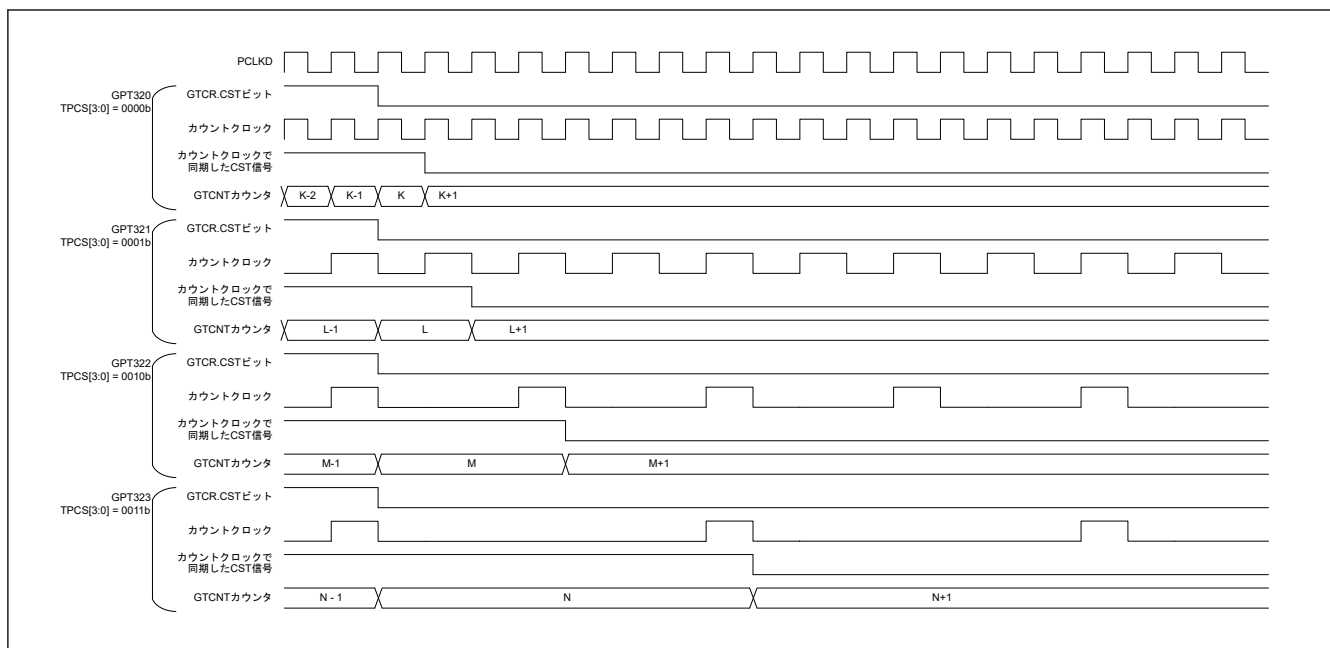 PCLKD
GPT320
TPCS[3:0] = 0000b
GTCR.CSTビット
カウントクロック
カウントクロックで
同期したCST信号
GTCNTカウンタ
K-2
K-1
K
K+1
GPT321
TPCS[3:0] = 0001b
GTCR.CSTビット
カウントクロック
カウントクロックで
同期したCST信号
GTCNTカウンタ
L-1
L
L+1
GPT322
TPCS[3:0] = 0010b
GTCR.CSTビット
カウントクロック
カウントクロックで
同期したCST信号
GTCNTカウンタ
M-1
M
M+1
GPT323
TPCS[3:0] = 0011b
GTCR.CSTビット
カウントクロック
カウントクロックで
同期したCST信号
GTCNTカウンタ
N - 1
N
N+1